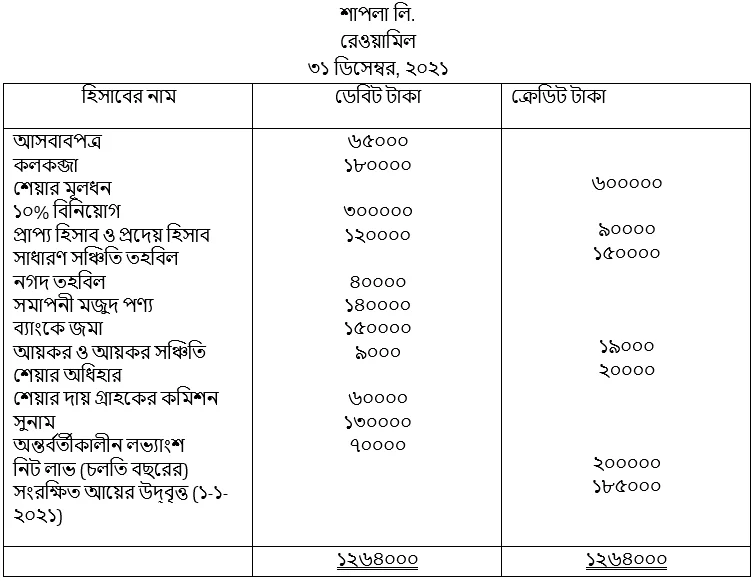 শাপলা লি.
রেওয়ামিল
৩১ ডিসেম্বর, ২০২১
হিসাবের নাম ডেবিট টাকা ক্রেডিট টাকা
আসবাবপত্র ৬৫০০০
কলকব্জা ১৮০০০০
শেয়ার মূলধন ৬০০০০০
১০% বিনিয়োগ ৩০০০০০
প্রাপ্য হিসাব ও প্রদেয় হিসাব ১২০০০০ ৯০০০০
সাধারণ সঞ্চিতি তহবিল ১৫০০০০
নগদ তহবিল ৪০০০০
সমাপনী মজুদ পণ্য ১৪০০০০
ব্যাংকে জমা ১৫০০০০
আয়কর ও আয়কর সঞ্চিতি ৯০০০ ১৯০০০
শেয়ার অধিহার ২০০০০
শেয়ার দায় গ্রাহকের কমিশন ৬০০০০
সুনাম ১৩০০০০
অন্তর্বর্তীকালীন লভ্যাংশ ৭০০০০
নিট লাভ (চলতি বছরের) ২০০০০০
সংরক্ষিত আয়ের উদ্‌বৃত্ত (১-১- ১৮৫০০০
২০২১)
১২৬৪০০০ ১২৬৪০০০